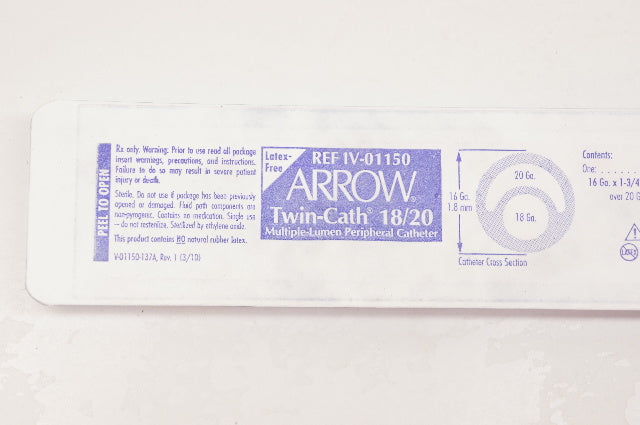 PEEL TO OPEN
Rx only. Warning: Prior to use read all package
insert warnings, precautions, and instructions.
Failure to do so may result in severe patient
injury or death.
Sterile. Do not use if package has been previously
opened or damaged. Fluid path components are
non-pyrogenic. Contains no medication. Single use
– do not resterilize. Sterilized by ethylene oxide.
This product contains NO natural rubber latex.
V-01150-137A, Rev. 1 (3/10)
Latex-
Free
REF IV-01150
ARROW®
Twin-Cath® 18/20
Multiple-Lumen Peripheral Catheter
16 Ga.
1.8 mm
20 Ga.
18 Ga.
Catheter Cross Section
Contents:
One: . . . . . .
16 Ga. x 1-3/4
over 20 G
LATEX